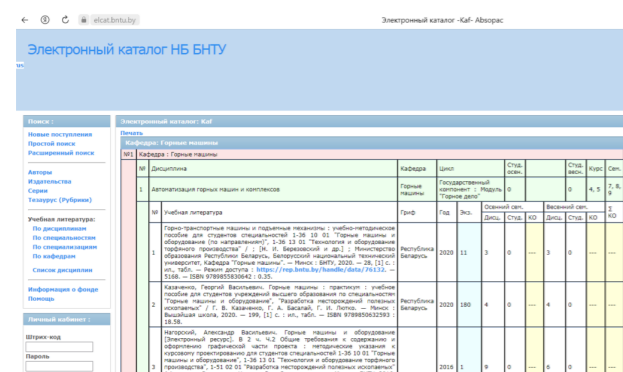 elcat.bntu.by
Электронный каталог -Kaf- Absopac
Электронный каталог НБ БНТУ
Поиск :
Новые поступления
Простой поиск
Расширенный поиск
Авторы
Издательства
Серии
Тезаурус (Рубрики)
Учебная литература:
По дисциплинам
По специальностям
По специализациям
По кафедрам
Список дисциплин
Информация о фонде
Помощь
Личный кабинет :
Штрих-код
Пароль
Электронный каталог: Kaf
Печать
Кафедра: Горные машины
№1 Кафедра : Горные машины
№ Дисциплина Кафедра Цикл Студ. осен. Студ. весн. Курс Сем.
1 Автоматизация горных машин и комплексов Горные машины Государственный компонент : Модуль "Горное дело" 0 0 4, 5 7, 8, 9
№ Учебная литература Гриф Год Экз. Осенний сем. Весенний сем. Σ КО
Дисц. Студ. КО Дисц. Студ. КО
1 Горно-транспортные машины и подъемные механизмы : учебно-методическое
пособие для студентов специальностей 1-36 10 01 "Горные машины и
оборудование (по направлениям)", 1-36 13 01 "Технология и оборудование
торфяного производства" / ; [Н. И. Березовский и др.] ; Министерство
образования Республики Беларусь, Белорусский национальный технический
университет, Кафедра "Горные машины". — Минск : БНТУ, 2020. — 28, [1] с. :
ил., табл. — Режим доступа : https://rep.bntu.by/handle/data/76132. —
5168. — ISBN 9789855830642 : 0.35.
Республика Беларусь 2020 11 3 0 --- 3 0 --- ---
2 Казаченко, Георгий Васильевич. Горные машины : практикум : учебное
пособие для студентов учреждений высшего образования по специальностям
"Горные машины и оборудование", "Разработка месторождений полезных
ископаемых" / Г. В. Казаченко, Г. А. Басалай, Г. И. Лютко. — Минск :
Вышэйшая школа, 2020. — 199, [1] с. : ил., табл. — ISBN 9789850632593 :
18.58.
Республика Беларусь 2020 180 4 0 --- 4 0 --- ---
3 Нагорский, Александр Васильевич. Горные машины и оборудование
[Электронный ресурс]. В 2 ч. Ч.2 Общие требования к содержанию и
оформлению графической части проекта : методические указания к
курсовому проектированию для студентов специальностей 1-36 10 01 "Горные
машины и оборудование", 1-36 13 01 "Технология и оборудование торфяного
производства", 1-51 02 01 "Разработка месторождений полезных ископаемых"
2016 1 9 0 --- 6 0 --- ---